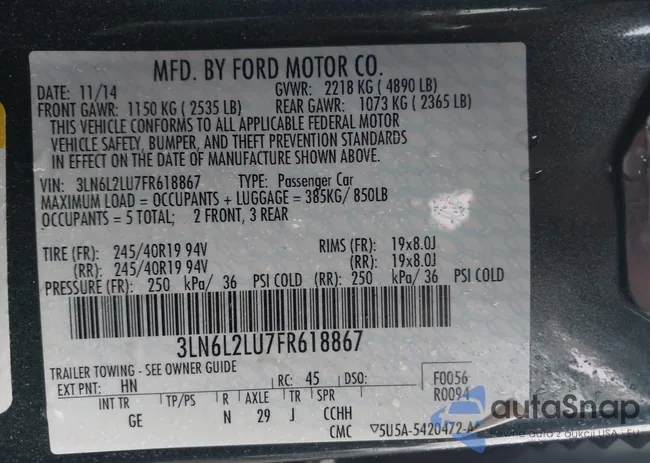 MFD. BY FORD MOTOR CO.
DATE: 11/14 GVWR: 2218 KG ( 4890 LB)
FRONT GAWR: 1150 KG ( 2535 LB) REAR GAWR: 1073 KG ( 2365 LB)
THIS VEHICLE CONFORMS TO ALL APPLICABLE FEDERAL MOTOR
VEHICLE SAFETY, BUMPER, AND THEFT PREVENTION STANDARDS
IN EFFECT ON THE DATE OF MANUFACTURE SHOWN ABOVE.
VIN: 3LN6L2LU7FR618867 TYPE: Passenger Car
MAXIMUM LOAD = OCCUPANTS + LUGGAGE = 385KG/ 850LB
OCCUPANTS = 5 TOTAL; 2 FRONT, 3 REAR
TIRE (FR): 245/40R19 94V RIMS (FR): 19x8.0J
(RR): 245/40R19 94V (RR): 19x8.0J
PRESSURE (FR): 250 kPa/ 36 PSI COLD (RR): 250 kPa/ 36 PSI COLD
3LN6L2LU7FR618867
TRAILER TOWING - SEE OWNER GUIDE
EXT PNT: HN RC: 45 DSO: F0056
R0094
INT TR TP/PS R AXLE TR SPR
GE N 29 J CCHH
CMC ▽5U5A-5420472-A
autoSnap
auto z aukcji USA i EU